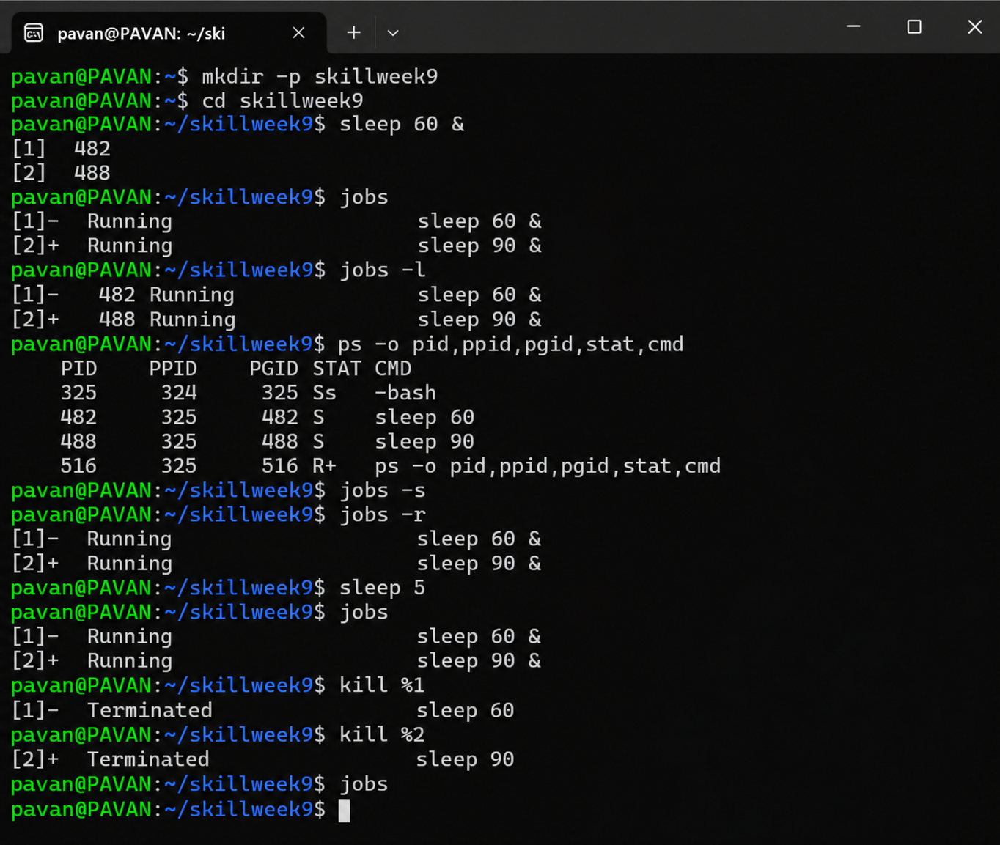 pavan@PAVAN: ~/ski
pavan@PAVAN:~$ mkdir -p skillweek9
pavan@PAVAN:~$ cd skillweek9
pavan@PAVAN:~/skillweek9$ sleep 60 &
[1]  482
[2]  488
pavan@PAVAN:~/skillweek9$ jobs
[1]-  Running                    sleep 60 &
[2]+  Running                    sleep 90 &
pavan@PAVAN:~/skillweek9$ jobs -l
[1]-   482 Running               sleep 60 &
[2]+   488 Running               sleep 90 &
pavan@PAVAN:~/skillweek9$ ps -o pid,ppid,pgid,stat,cmd
    PID    PPID    PGID STAT CMD
    325     324     325 Ss   -bash
    482     325     482 S    sleep 60
    488     325     488 S    sleep 90
    516     325     516 R+   ps -o pid,ppid,pgid,stat,cmd
pavan@PAVAN:~/skillweek9$ jobs -s
pavan@PAVAN:~/skillweek9$ jobs -r
[1]-  Running                    sleep 60 &
[2]+  Running                    sleep 90 &
pavan@PAVAN:~/skillweek9$ sleep 5
pavan@PAVAN:~/skillweek9$ jobs
[1]-  Running                    sleep 60 &
[2]+  Running                    sleep 90 &
pavan@PAVAN:~/skillweek9$ kill %1
[1]-  Terminated                 sleep 60
pavan@PAVAN:~/skillweek9$ kill %2
[2]+  Terminated                 sleep 90
pavan@PAVAN:~/skillweek9$ jobs
pavan@PAVAN:~/skillweek9$